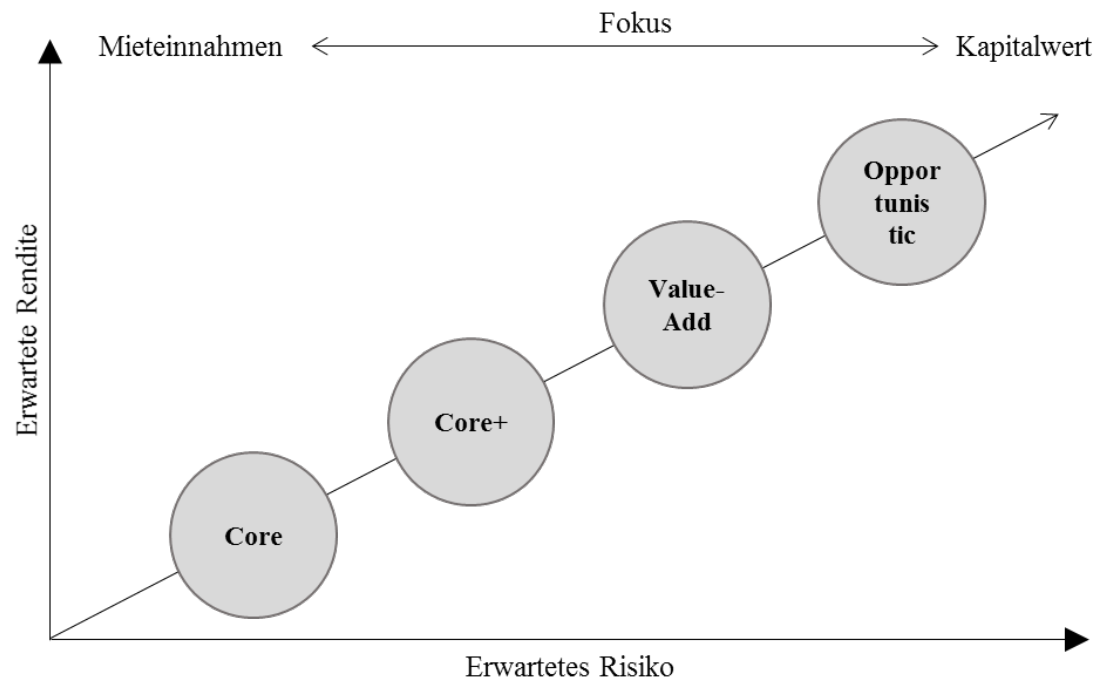 Fokus
Mieteinnahmen
Kapitalwert
Erwartete Rendite
Oppor
tunis
tic
Value-
Add
Core+
Core
Erwartetes Risiko